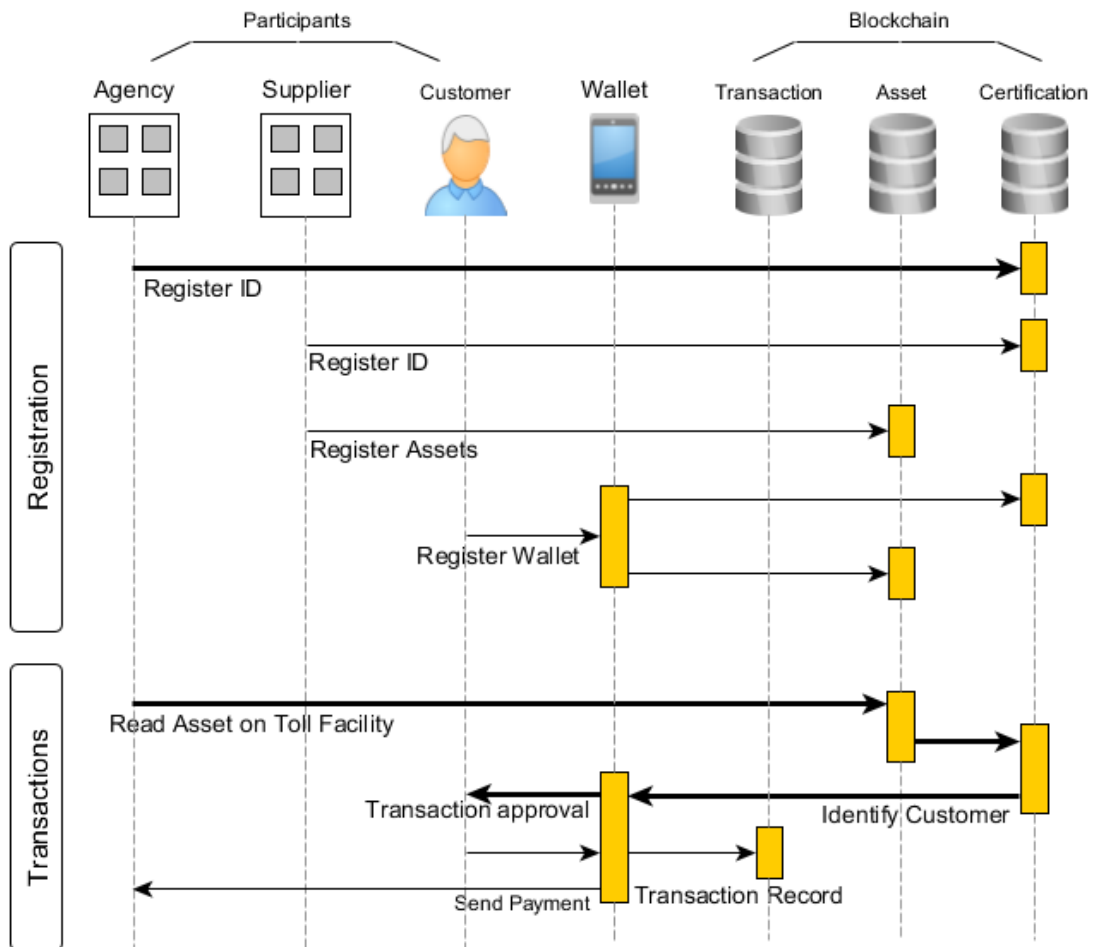 Participants
Blockchain
Agency
Supplier
Customer
Wallet
Transaction
Asset
Certification
Registration
Register ID
Register ID
Register Assets
Register Wallet
Transactions
Read Asset on Toll Facility
Transaction approval
Identify Customer
Send Payment
Transaction Record